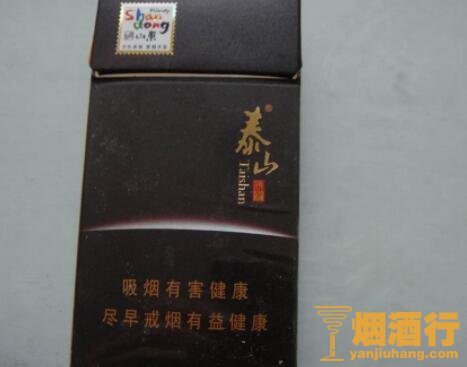 Friendly
Shandong
好客山东
泰山
®
Taishan
吸烟有害健康
尽早戒烟有益健康
烟酒行
yanjiuhang.com